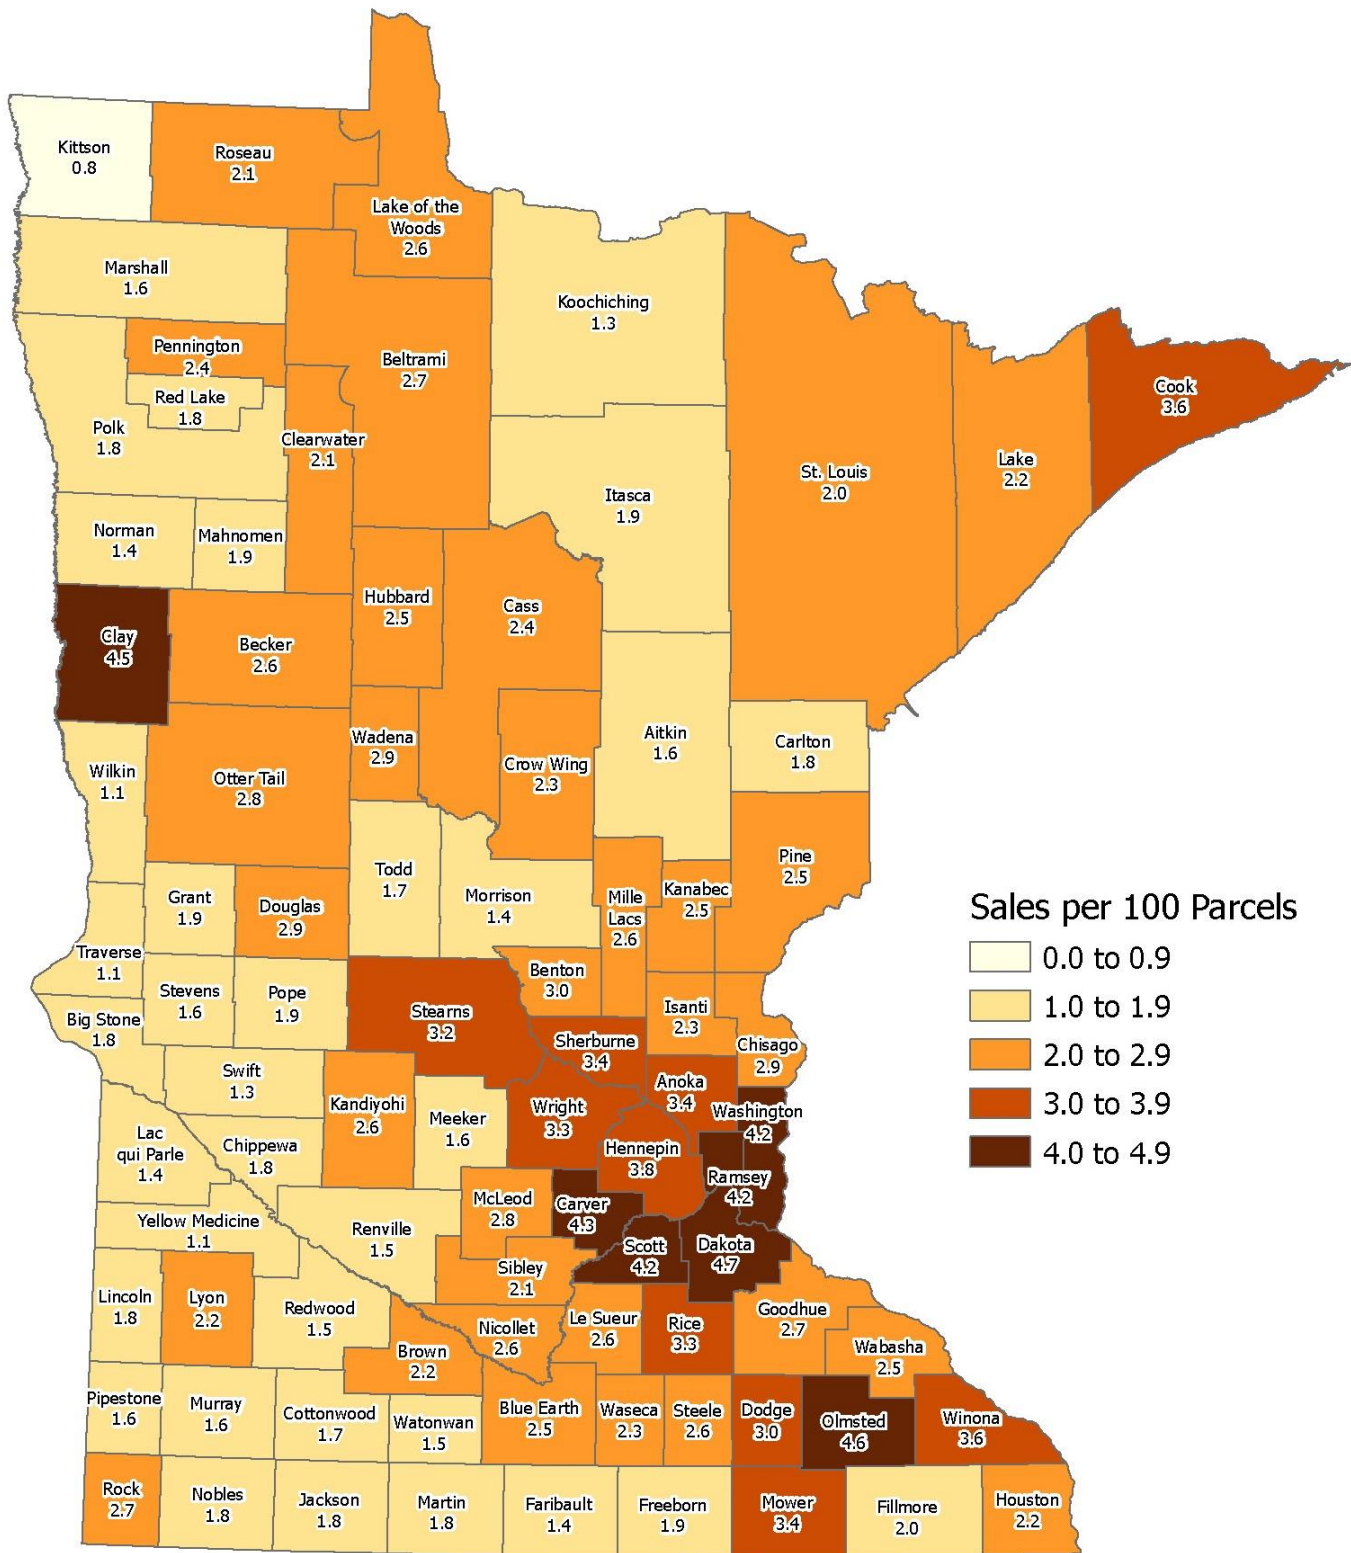 Kittson
0.8
Roseau
2.1
Lake of the
Woods
2.6
Marshall
1.6
Koochiching
1.3
Pennington
2.4
Beltrami
2.7
Red Lake
1.8
Cook
3.6
Polk
1.8
Clearwater
2.1
St. Louis
2.0
Lake
2.2
Itasca
1.9
Norman
1.4
Mahnomen
1.9
Hubbard
2.5
Cass
2.4
Clay
4.5
Becker
2.6
Wadena
2.9
Aitkin
1.6
Carlton
1.8
Wilkin
1.1
Otter Tail
2.8
Crow Wing
2.3
Pine
2.5
Todd
1.7
Morrison
1.4
Mille
Lacs
2.6
Kanabec
2.5
Grant
1.9
Douglas
2.9
Sales per 100 Parcels
0.0 to 0.9
1.0 to 1.9
2.0 to 2.9
3.0 to 3.9
4.0 to 4.9
Traverse
1.1
Stevens
1.6
Pope
1.9
Benton
3.0
Stearns
3.2
Isanti
2.3
Big Stone
1.8
Sherburne
3.4
Chisago
2.9
Swift
1.3
Kandiyohi
2.6
Meeker
1.6
Wright
3.3
Anoka
3.4
Washington
4.2
Lac
qui Parle
1.4
Chippewa
1.8
Hennepin
3.8
Ramsey
4.2
McLeod
2.8
Carver
4.3
Yellow Medicine
1.1
Renville
1.5
Scott
4.2
Dakota
4.7
Sibley
2.1
Lincoln
1.8
Lyon
2.2
Redwood
1.5
Nicollet
2.6
Le Sueur
2.6
Rice
3.3
Goodhue
2.7
Brown
2.2
Wabasha
2.5
Pipestone
1.6
Murray
1.6
Cottonwood
1.7
Watonwan
1.5
Blue Earth
2.5
Waseca
2.3
Steele
2.6
Dodge
3.0
Olmsted
4.6
Winona
3.6
Rock
2.7
Nobles
1.8
Jackson
1.8
Martin
1.8
Faribault
1.4
Freeborn
1.9
Mower
3.4
Fillmore
2.0
Houston
2.2